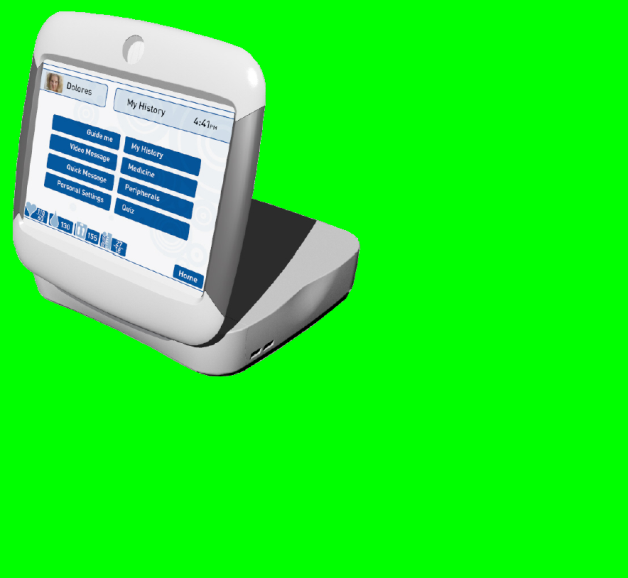 Dolores
My History
4:41PM
Guide me
My History
Video Message
Medicine
Quick Message
Peripherals
Personal Settings
Quiz
130
195
Home